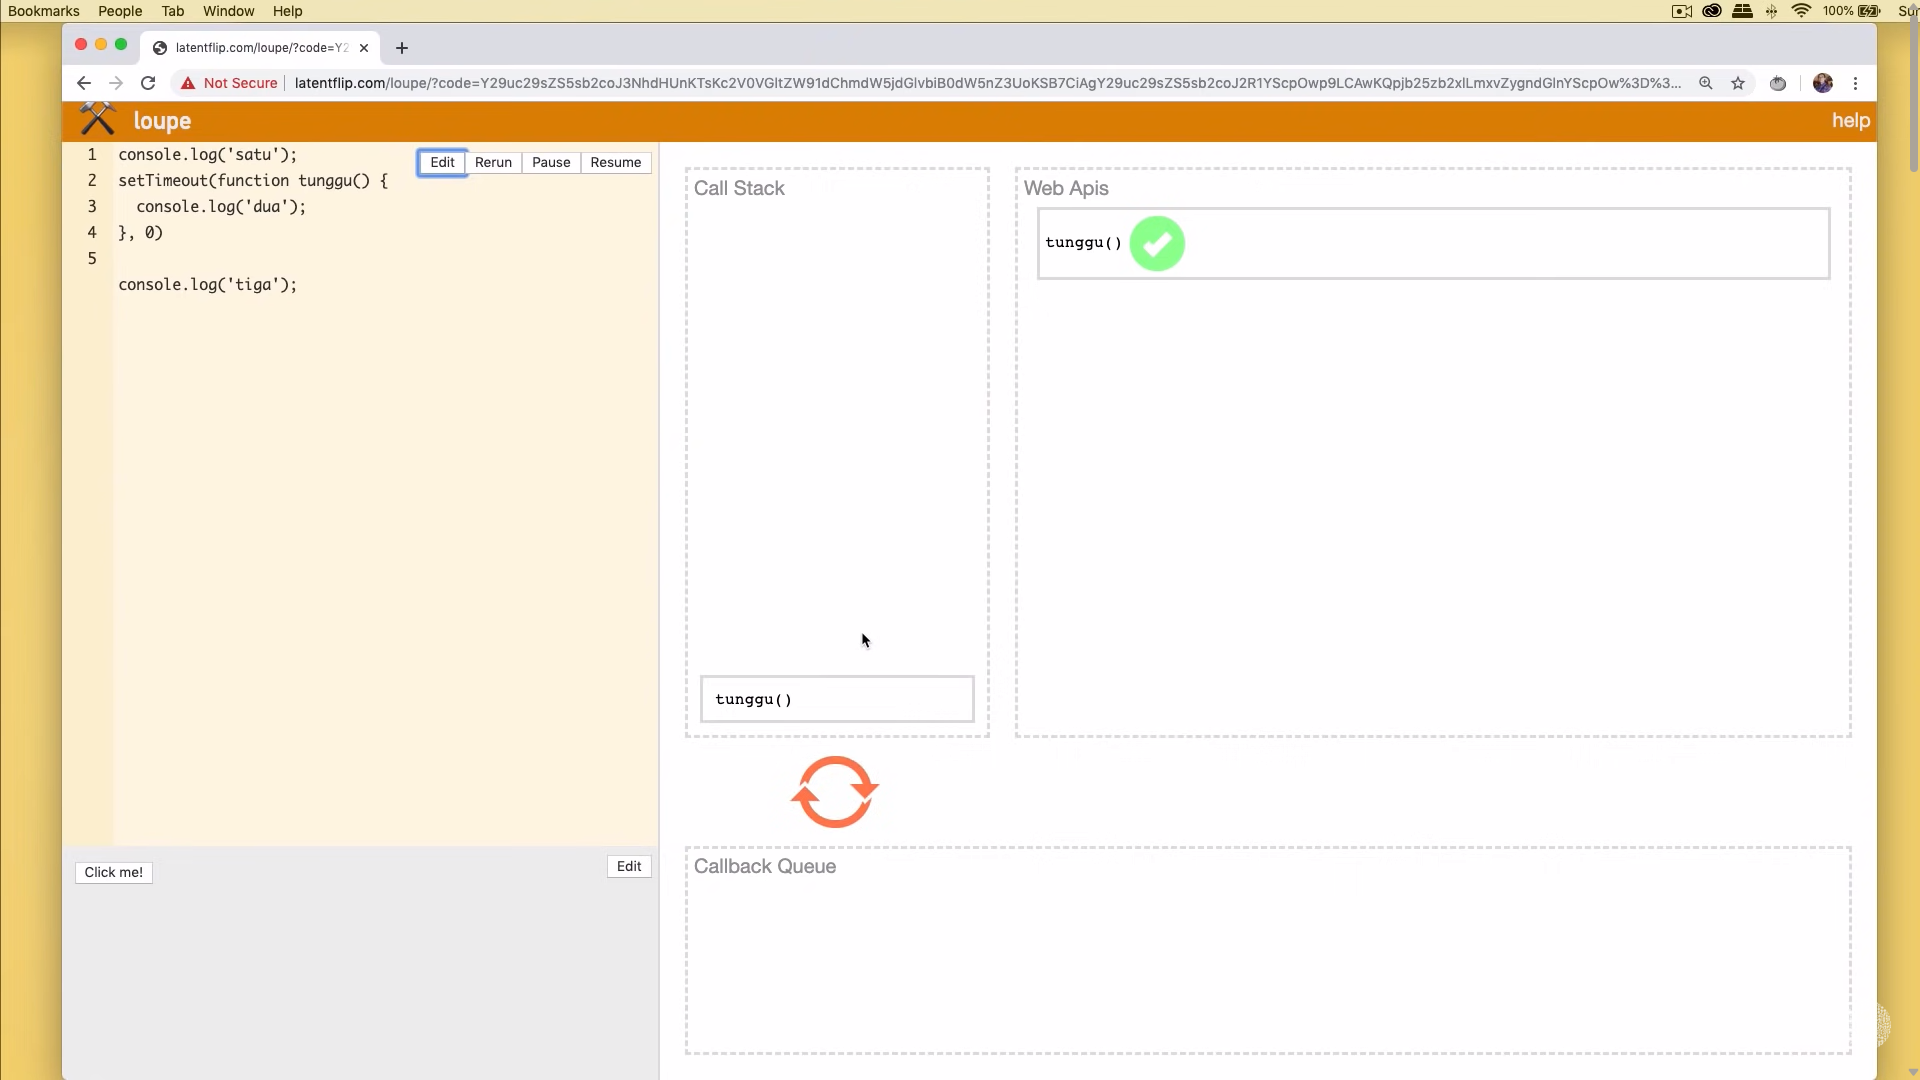 Bookmarks People Tab Window Help 100%
latentflip.com/loupe/?code=Y2
Not Secure latentflip.com/loupe/?code=Y29uc29sZS5sb2coJ3NhdHUnKTsKc2V0VGltZW91dChmdW5jdGlvbiB0dW5nZ3UoKSB7CiAgY29uc29sZS5sb2coJ2R1YScpOwp9LCAwKQpjb25zb2xlLmxvZygndGlnYScpOw%3D%3...
loupe help
1 console.log('satu');
2 setTimeout(function tunggu() {
3 console.log('dua');
4 }, 0)
5
console.log('tiga');
Edit Rerun Pause Resume
Call Stack
tunggu()
Web Apis
tunggu()
Callback Queue
Click me! Edit